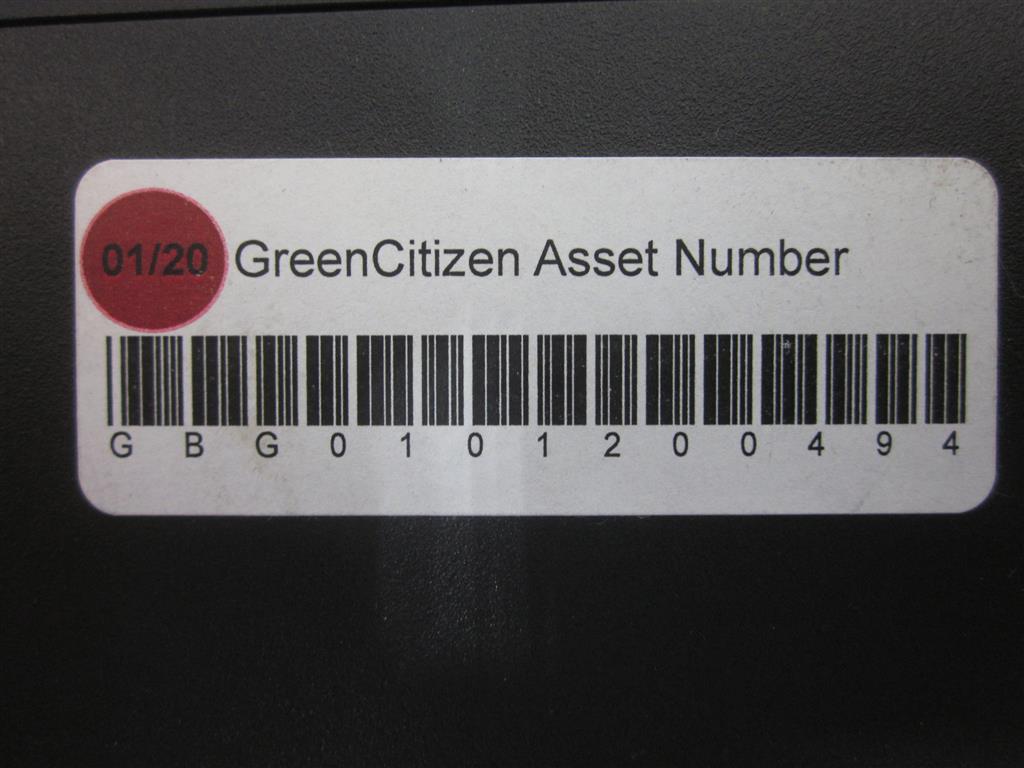 01/20 GreenCitizen Asset Number
G B G 0 1 0 1 2 0 0 4 9 4